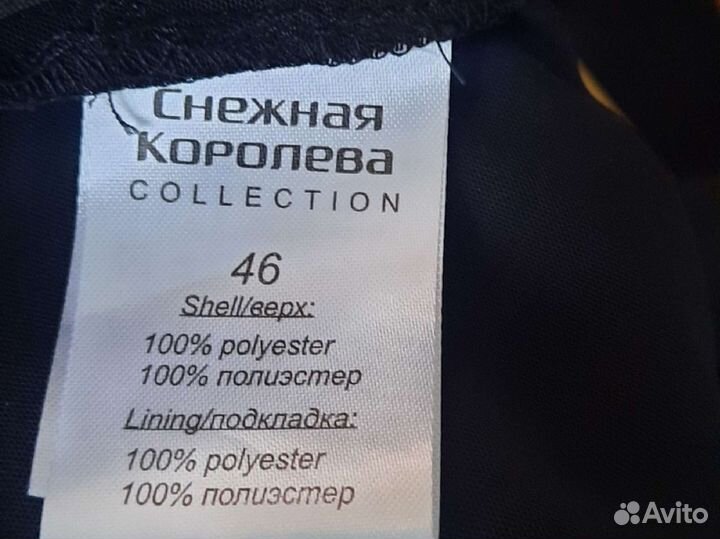 Снежная
Королева
COLLECTION
46
Shell/верх:
100% polyester
100% полиэстер
Lining/подкладка:
100% polyester
100% полиэстер
Avito